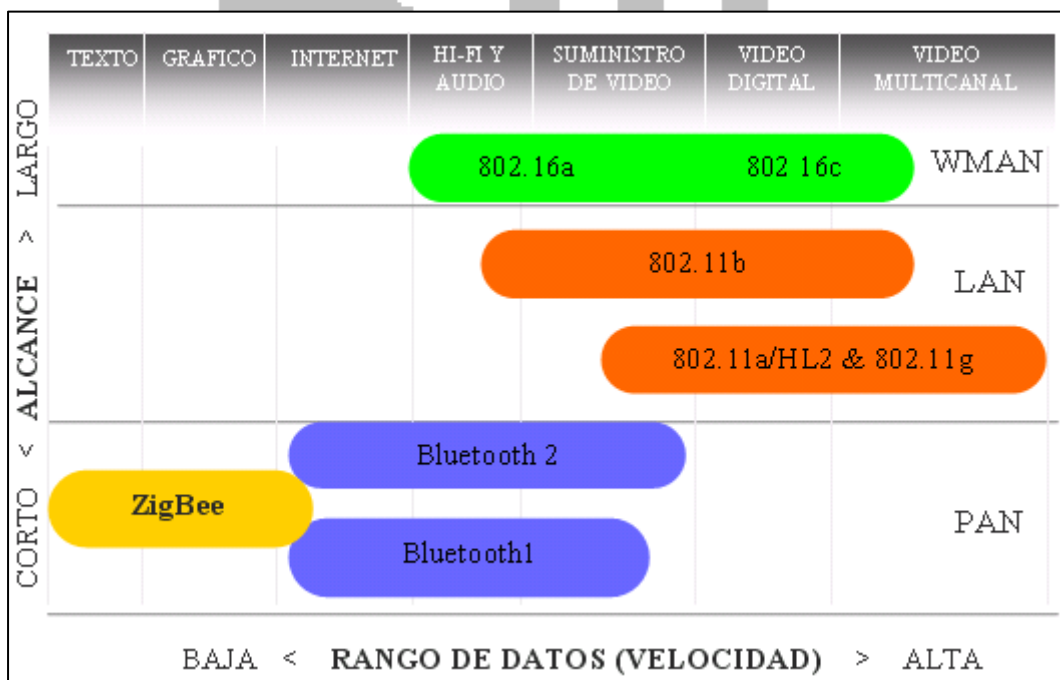 TEXTO GRAFICO INTERNET HI-FI Y AUDIO SUMINISTRO DE VIDEO VIDEO DIGITAL VIDEO MULTICANAL
802.16a 802 16c WMAN
802.11b
LAN
802.11a/HL2 & 802.11g
Bluetooth 2
ZigBee
PAN
Bluetooth1
CORTO < ALCANCE > LARGO
BAJA < RANGO DE DATOS (VELOCIDAD) > ALTA